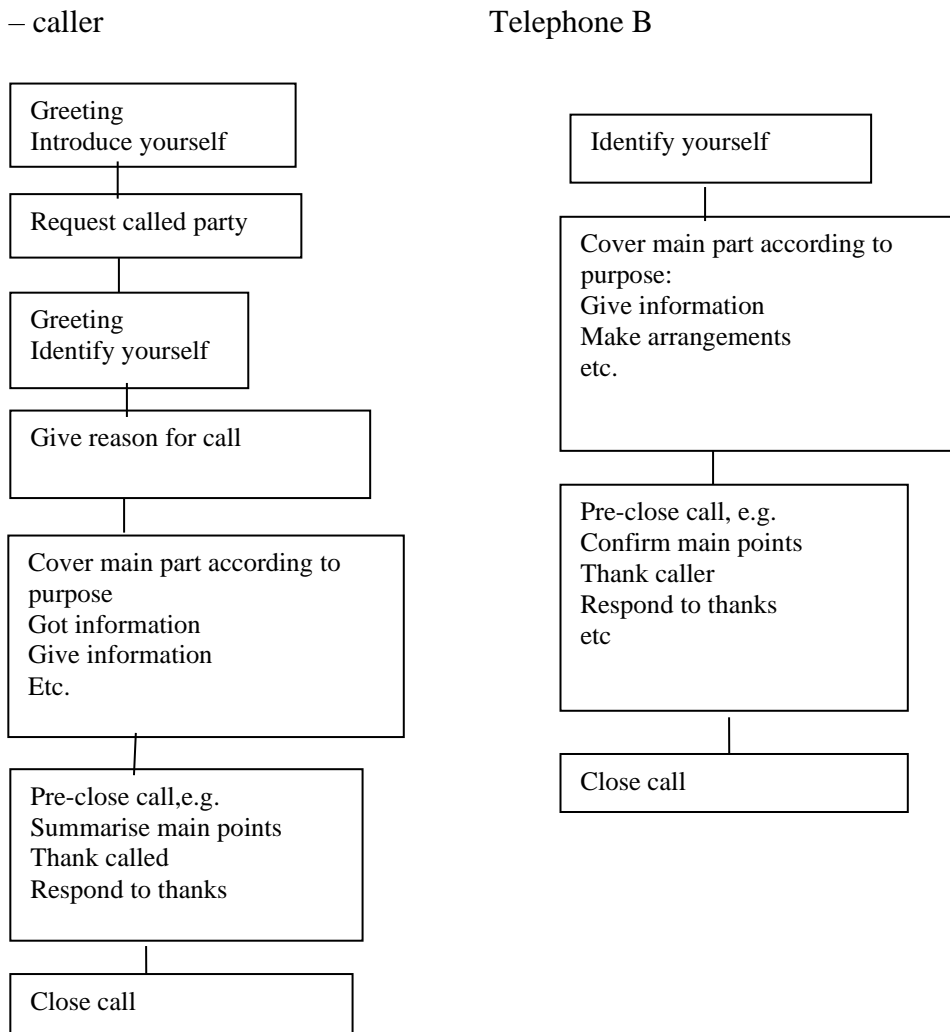 – caller
Greeting
Introduce yourself
Request called party
Greeting
Identify yourself
Give reason for call
Cover main part according to
purpose
Got information
Give information
Etc.
Pre-close call,e.g.
Summarise main points
Thank called
Respond to thanks
Close call
Telephone B
Identify yourself
Cover main part according to
purpose:
Give information
Make arrangements
etc.
Pre-close call, e.g.
Confirm main points
Thank caller
Respond to thanks
etc
Close call